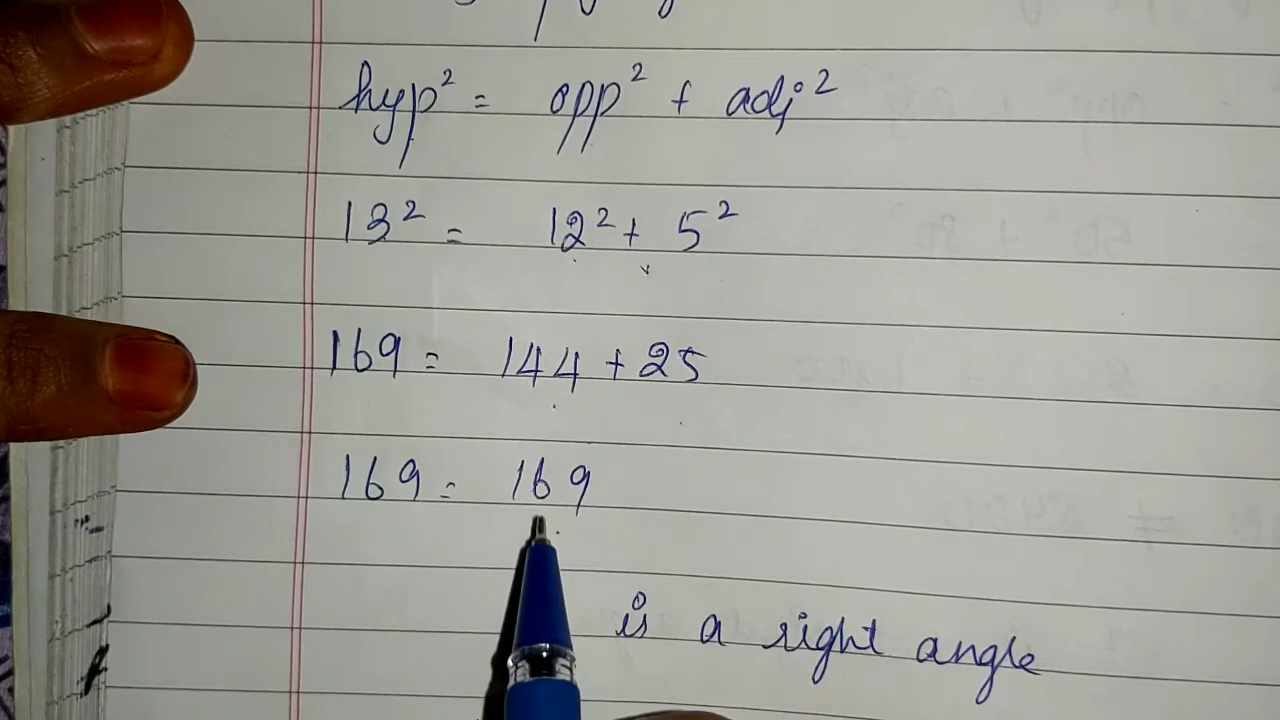 hyp² = opp² + adj²
13² = 12² + 5²
169 = 144 + 25
169 = 169
is a right angle